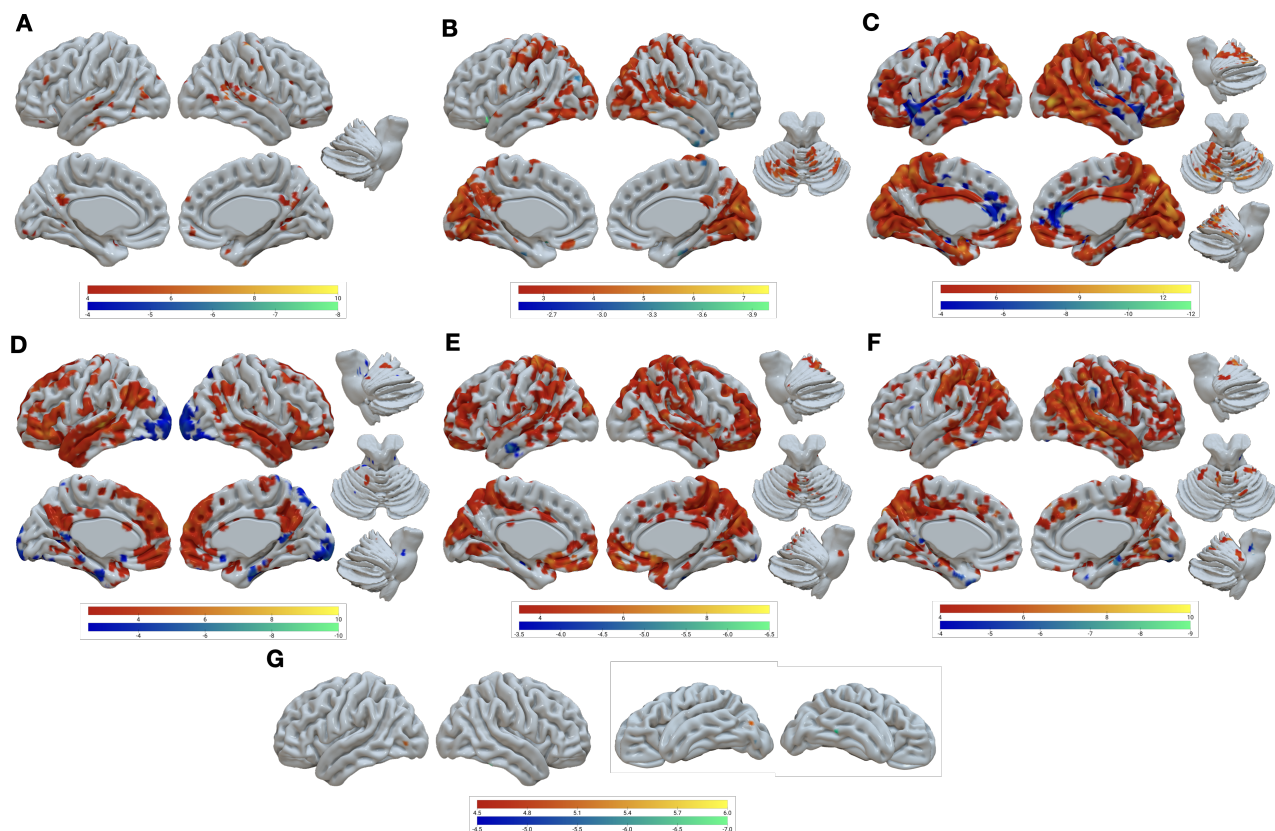 A
B
C
4 6 8 10
-4 -5 -6 -7 -8
3 4 5 6 7
-2.7 -3.0 -3.3 -3.6 -3.9
6 9 12
-4 -6 -8 -10 -12
D
E
F
4 6 8 10
-4 -6 -8 -10
4 6 8
-3.5 -4.0 -4.5 -5.0 -5.5 -6.0 -6.5
4 6 8 10
-4 -5 -6 -7 -8 -9
G
4.5 4.8 5.1 5.4 5.7 6.0
-4.5 -5.0 -5.5 -6.0 -6.5 -7.0